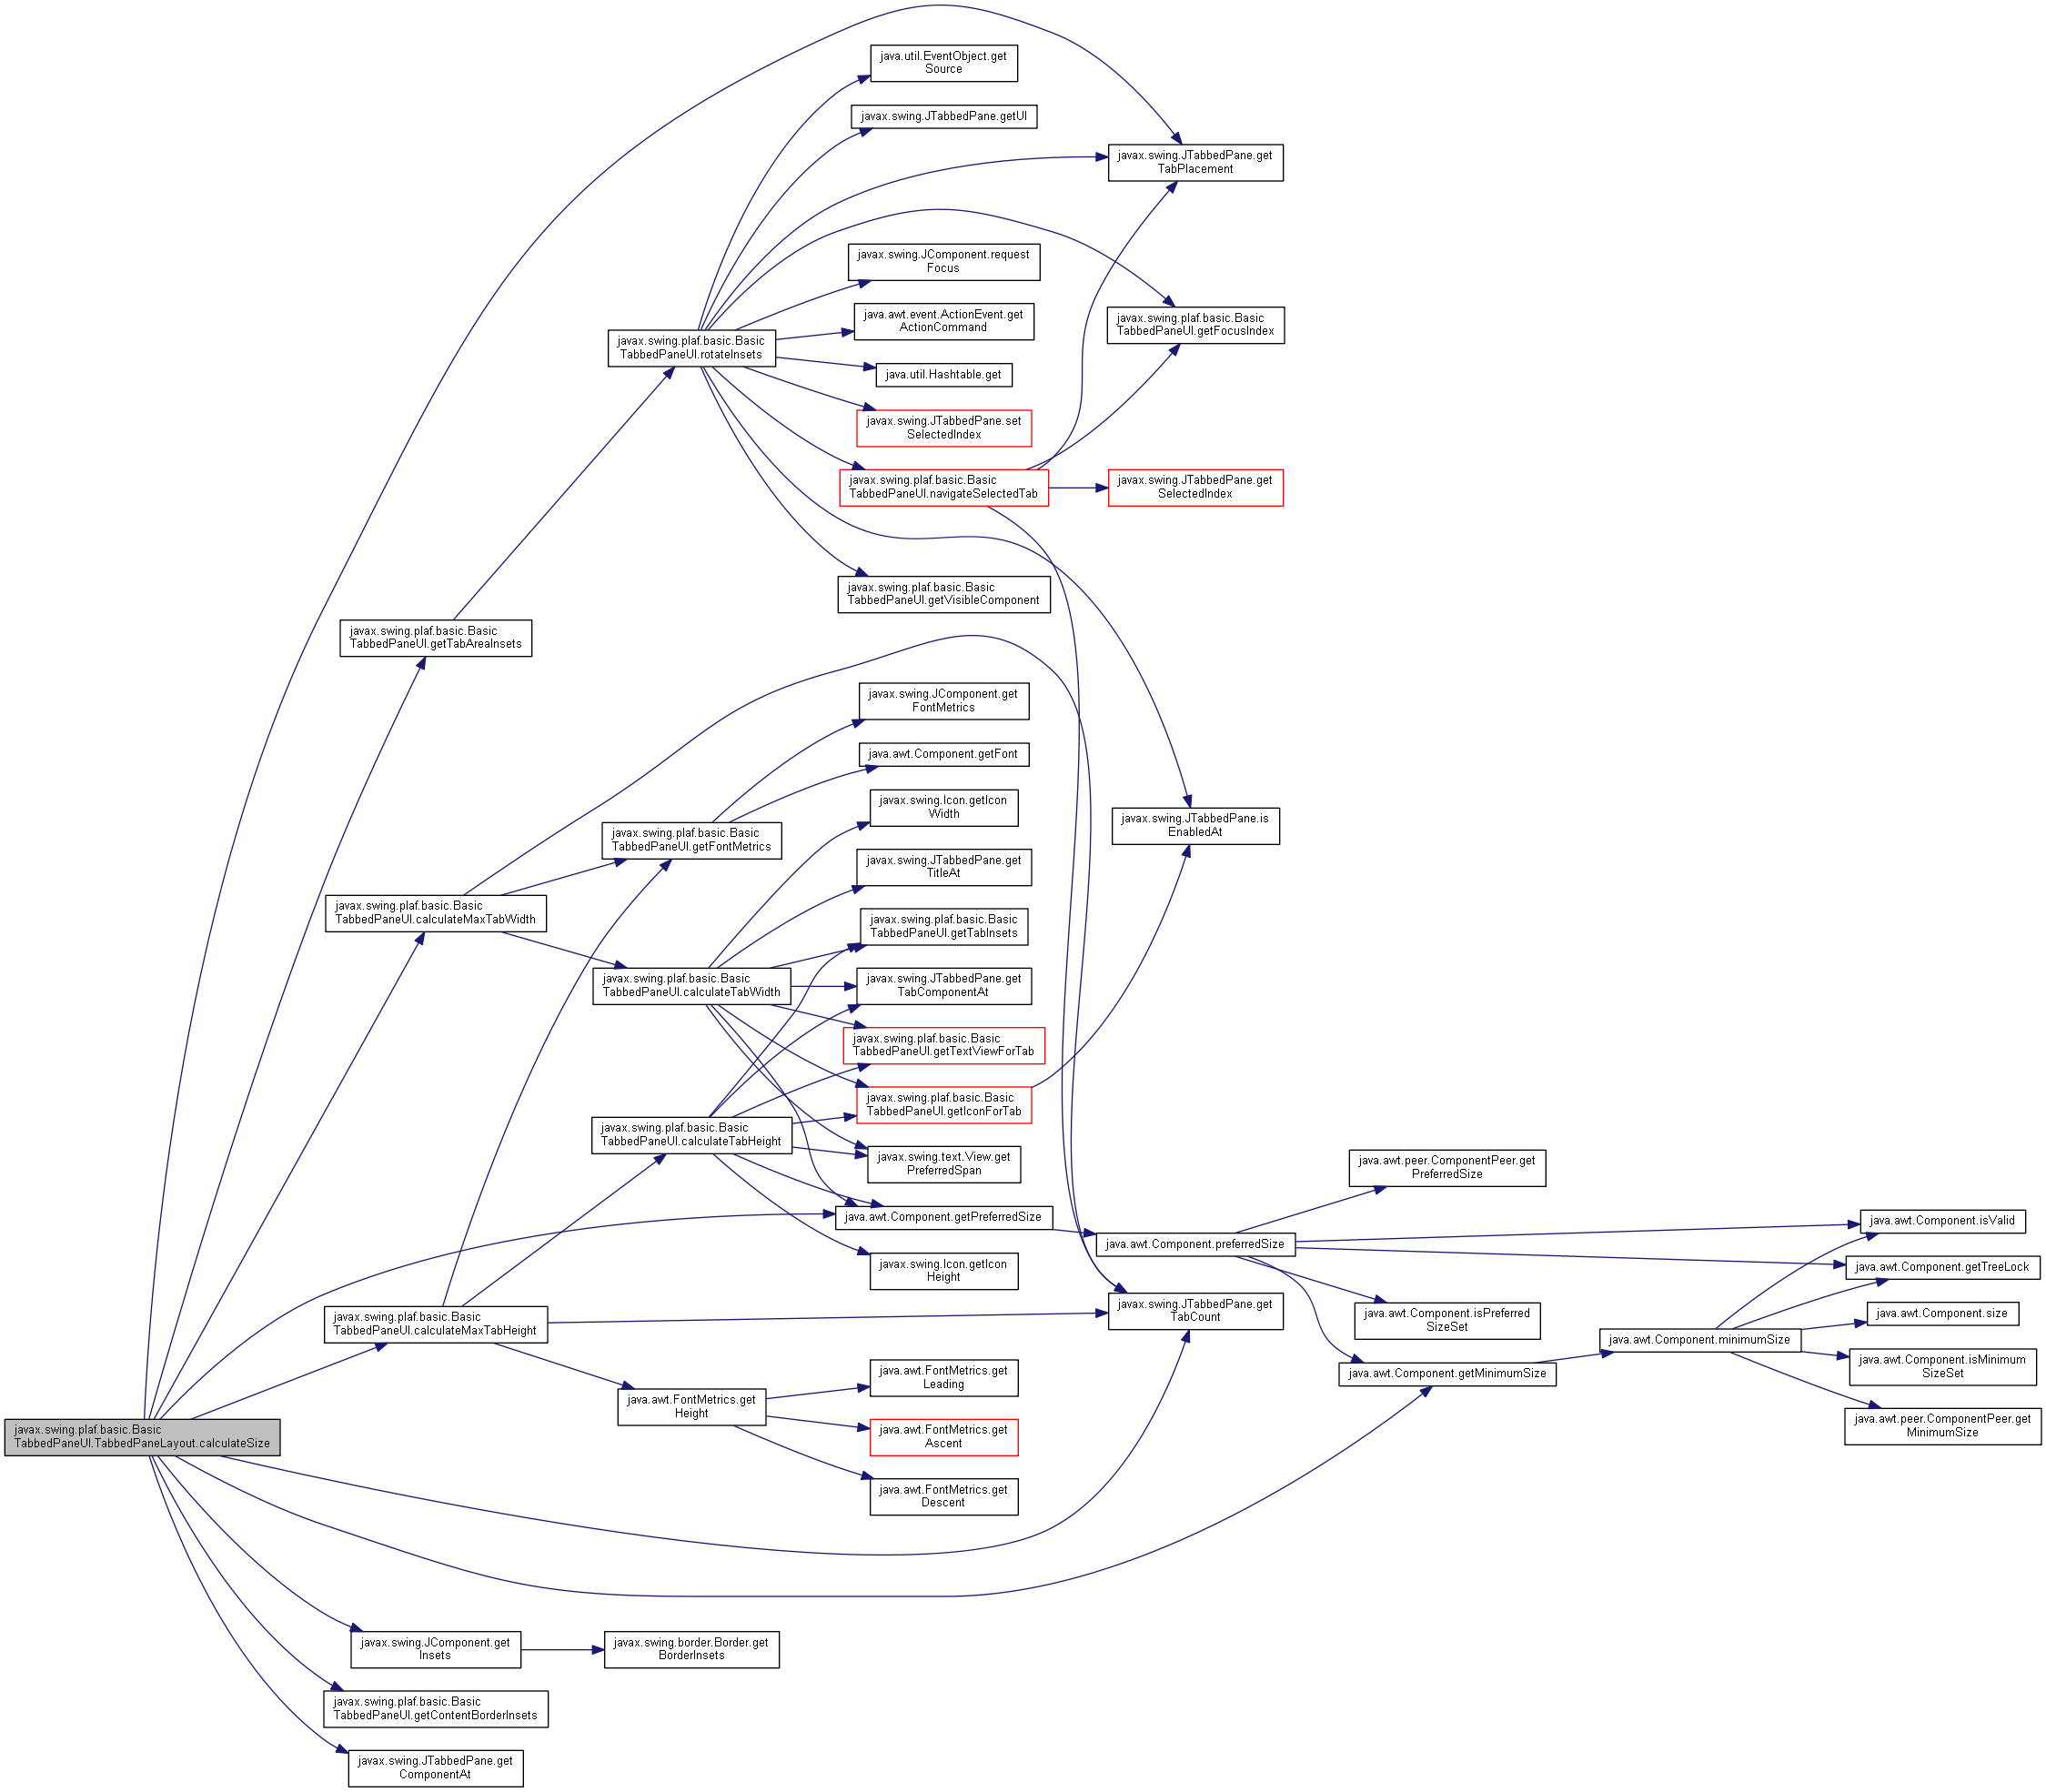 java.util.EventObject.get
Source
javax.swing.JTabbedPane.getUI
javax.swing.JTabbedPane.get
TabPlacement
javax.swing.JComponent.request
Focus
java.awt.event.ActionEvent.get
ActionCommand
javax.swing.plaf.basic.Basic
TabbedPaneUI.getFocusIndex
javax.swing.plaf.basic.Basic
TabbedPaneUI.rotateInsets
java.util.Hashtable.get
javax.swing.JTabbedPane.set
SelectedIndex
javax.swing.plaf.basic.Basic
TabbedPaneUI.navigateSelectedTab
javax.swing.JTabbedPane.get
SelectedIndex
javax.swing.plaf.basic.Basic
TabbedPaneUI.getVisibleComponent
javax.swing.plaf.basic.Basic
TabbedPaneUI.getTabAreaInsets
javax.swing.JComponent.get
FontMetrics
java.awt.Component.getFont
javax.swing.Icon.getIcon
Width
javax.swing.JTabbedPane.is
EnabledAt
javax.swing.plaf.basic.Basic
TabbedPaneUI.getFontMetrics
javax.swing.JTabbedPane.get
TitleAt
javax.swing.plaf.basic.Basic
TabbedPaneUI.calculateMaxTabWidth
javax.swing.plaf.basic.Basic
TabbedPaneUI.getTabInsets
javax.swing.plaf.basic.Basic
TabbedPaneUI.calculateTabWidth
javax.swing.JTabbedPane.get
TabComponentAt
javax.swing.plaf.basic.Basic
TabbedPaneUI.getTextViewForTab
javax.swing.plaf.basic.Basic
TabbedPaneUI.getIconForTab
javax.swing.plaf.basic.Basic
TabbedPaneUI.calculateTabHeight
javax.swing.text.View.get
PreferredSpan
java.awt.peer.ComponentPeer.get
PreferredSize
java.awt.Component.getPreferredSize
java.awt.Component.isValid
java.awt.Component.preferredSize
javax.swing.Icon.getIcon
Height
java.awt.Component.getTreeLock
javax.swing.JTabbedPane.get
TabCount
java.awt.Component.isPreferred
SizeSet
java.awt.Component.size
javax.swing.plaf.basic.Basic
TabbedPaneUI.calculateMaxTabHeight
java.awt.Component.minimumSize
java.awt.Component.isMinimum
SizeSet
java.awt.Component.getMinimumSize
java.awt.FontMetrics.get
Leading
java.awt.FontMetrics.get
Height
java.awt.peer.ComponentPeer.get
MinimumSize
javax.swing.plaf.basic.Basic
TabbedPaneUI.TabbedPaneLayout.calculateSize
java.awt.FontMetrics.get
Ascent
java.awt.FontMetrics.get
Descent
javax.swing.JComponent.get
Insets
javax.swing.border.Border.get
BorderInsets
javax.swing.plaf.basic.Basic
TabbedPaneUI.getContentBorderInsets
javax.swing.JTabbedPane.get
ComponentAt